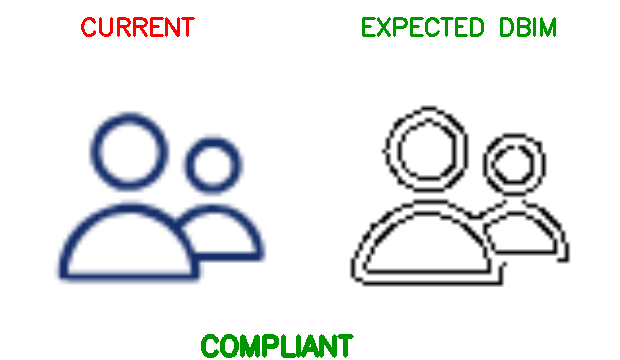 CURRENT
EXPECTED DBIM
COMPLIANT